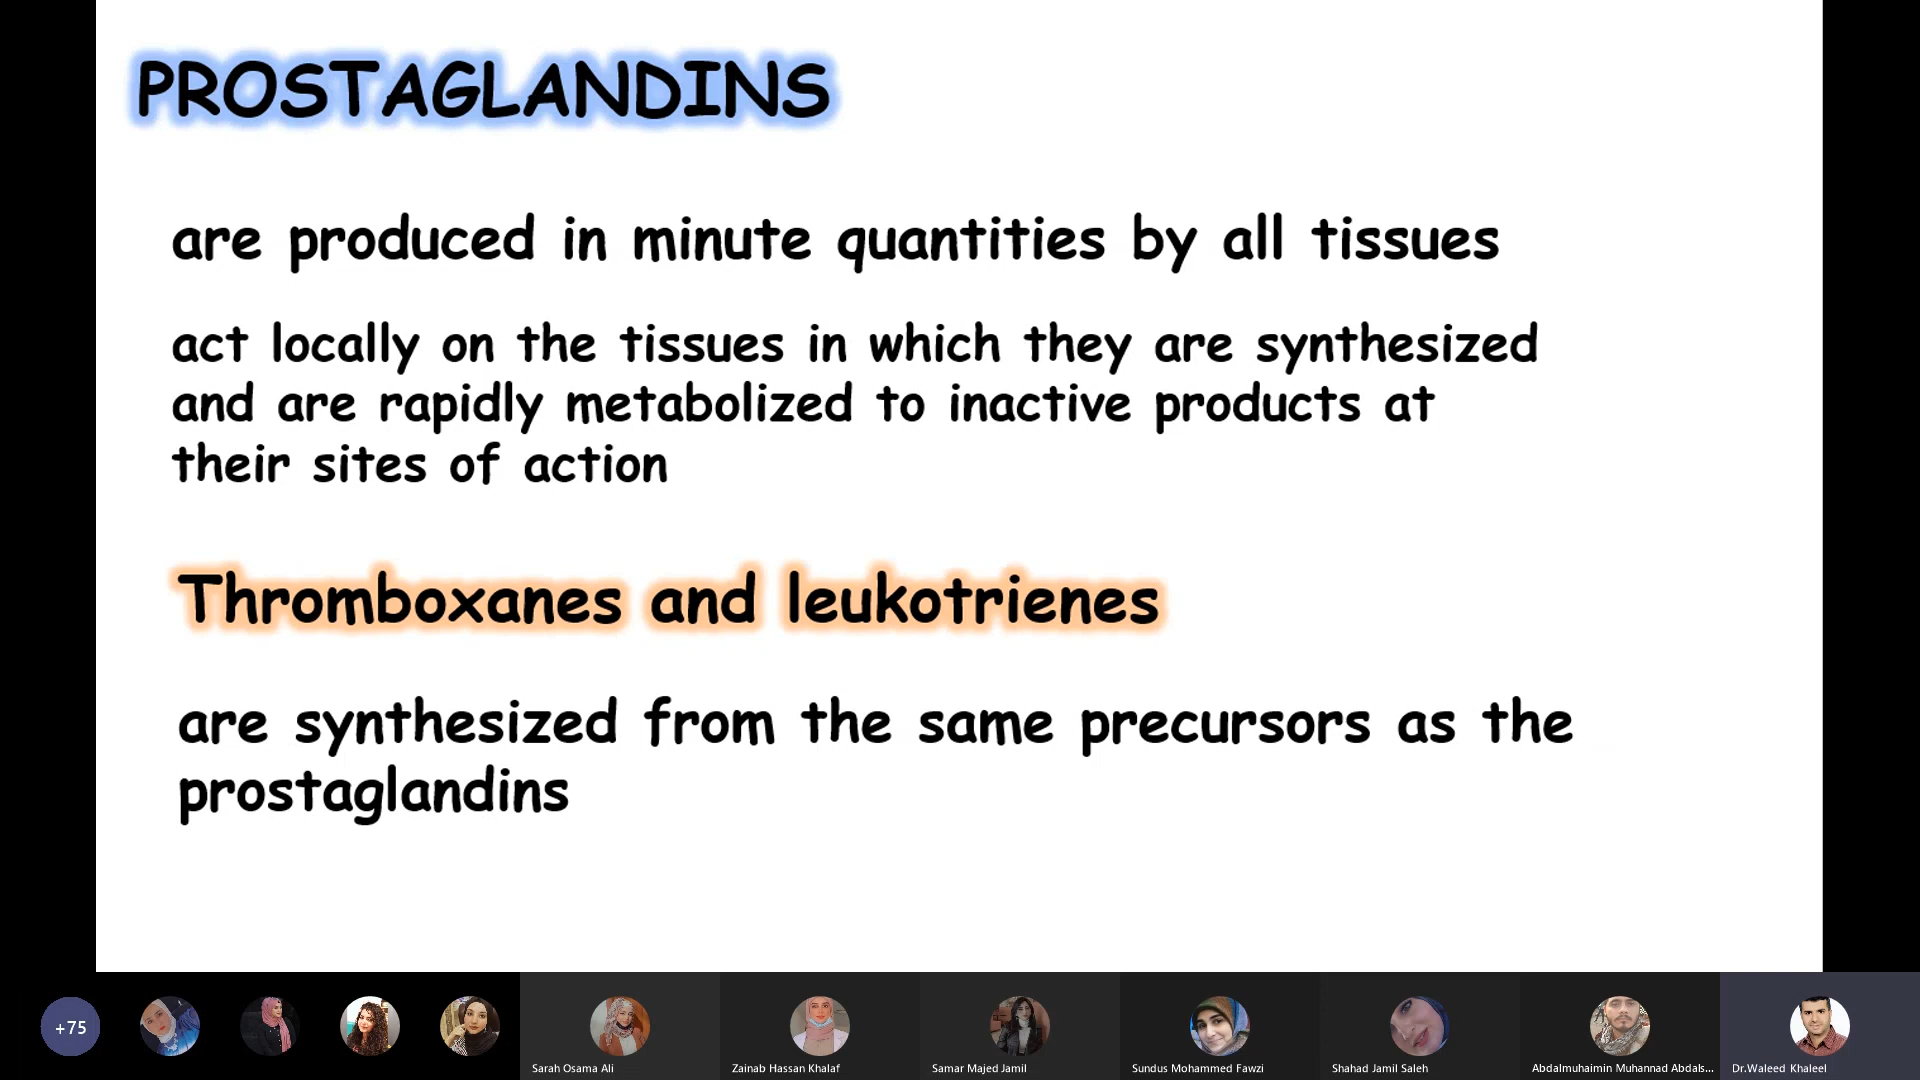 PROSTAGLANDINS
are produced in minute quantities by all tissues
act locally on the tissues in which they are synthesized
and are rapidly metabolized to inactive products at
their sites of action
Thromboxanes and leukotrienes
are synthesized from the same precursors as the
prostaglandins
+75
Sarah Osama Ali
Zainab Hassan Khalaf
Samar Majed Jamil
Sundus Mohammed Fawzi
Shahad Jamil Saleh
Abdalmuhaimin Muhannad Abdals...
Dr.Waleed Khaleel